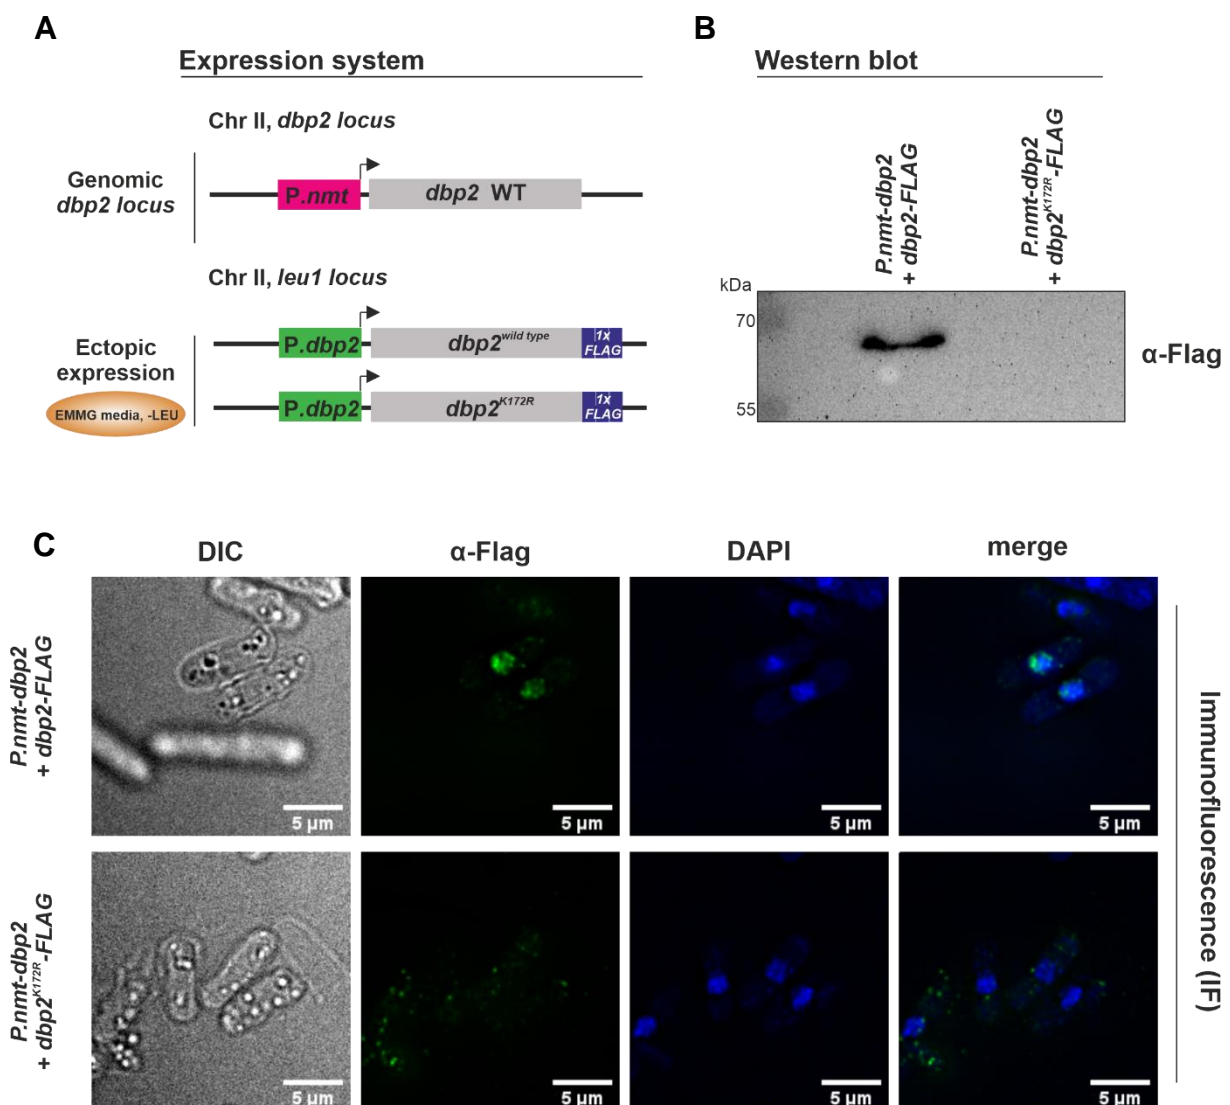 A
Expression system
Chr II, dbp2 locus
Genomic
dbp2 locus
P.nmt
dbp2 WT
Chr II, leu1 locus
Ectopic
expression
EMMG media, -LEU
P.dbp2
dbp2wild type
1x
FLAG
P.dbp2
dbp2K172R
1x
FLAG
B
Western blot
P.nmt-dbp2
+ dbp2-FLAG
P.nmt-dbp2
+ dbp2K172R-FLAG
kDa
70
55
α-Flag
C
DIC
α-Flag
DAPI
merge
P.nmt-dbp2
+ dbp2-FLAG
5 µm
5 µm
5 µm
5 µm
P.nmt-dbp2
+ dbp2K172R-FLAG
5 µm
5 µm
5 µm
5 µm
Immunofluorescence (IF)